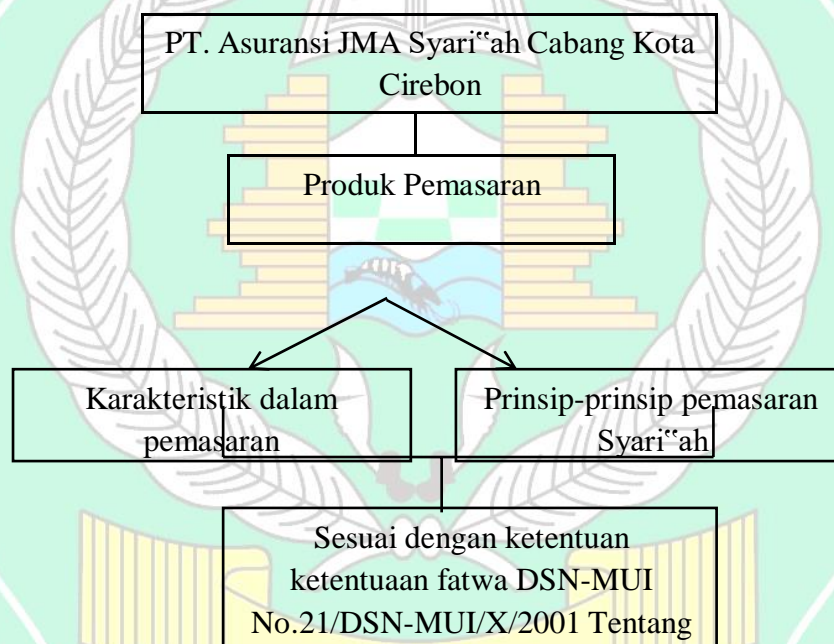 PT. Asuransi JMA Syari‟ah Cabang Kota
Cirebon
Produk Pemasaran
Karakteristik dalam
pemasaran
Prinsip-prinsip pemasaran
Syari‟ah
Sesuai dengan ketentuan
ketentuaan fatwa DSN-MUI
No.21/DSN-MUI/X/2001 Tentang